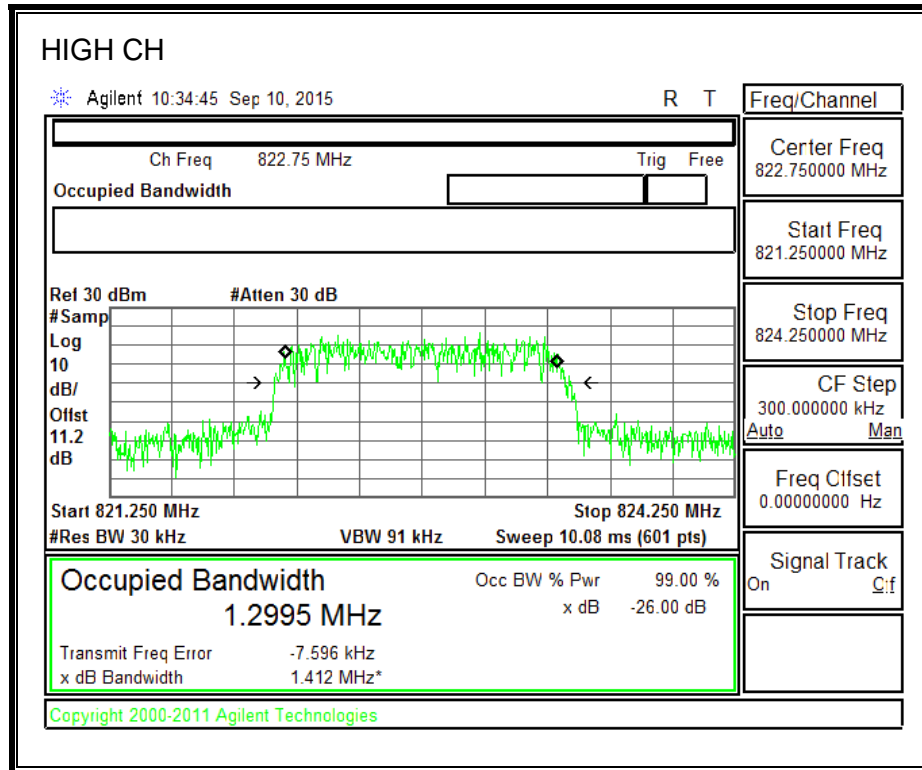 HIGH CH
Agilent 10:34:45 Sep 10, 2015 R T
Freq/Channel
Ch Freq 822.75 MHz Trig Free
Occupied Bandwidth
Center Freq
822.750000 MHz
Start Freq
821.250000 MHz
Stop Freq
824.250000 MHz
CF Step
300.000000 kHz
Auto Man
Freq Offset
0.00000000 Hz
Signal Track
On Off
Ref 30 dBm #Atten 30 dB
#Samp
Log
10
dB/
Offst
11.2
dB
Start 821.250 MHz Stop 824.250 MHz
#Res BW 30 kHz VBW 91 kHz Sweep 10.08 ms (601 pts)
Occupied Bandwidth Occ BW % Pwr 99.00 %
1.2995 MHz x dB -26.00 dB
Transmit Freq Error -7.596 kHz
x dB Bandwidth 1.412 MHz*
Copyright 2000-2011 Agilent Technologies